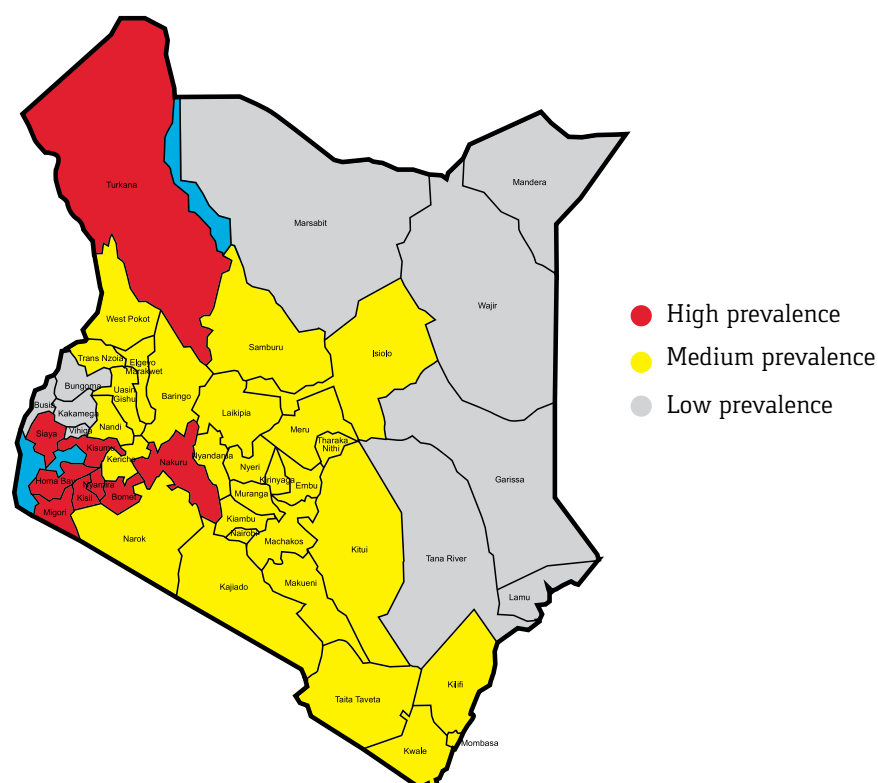 Turkana
Mandera
Marsabit
Wajir
West Pokot
Samburu
Isiolo
Trans Nzoia
Elgeyo
Marakwet
Bungoma
Uasin
Gishu
Baringo
Busia
Kakamega
Laikipia
Vihiga
Nandi
Siaya
Meru
Kisumu
Tharaka
Nithi
Kericho
Nakuru
Nyandarua
Nyeri
Homa Bay
Nyamira
Kirinyaga
Embu
Kisii
Bomet
Muranga
Migori
Kiambu
Nairobi
Narok
Machakos
Kitui
Garissa
Tana River
Kajiado
Makueni
Lamu
Taita Taveta
Kilifi
Kwale
Mombasa
High prevalence
Medium prevalence
Low prevalence